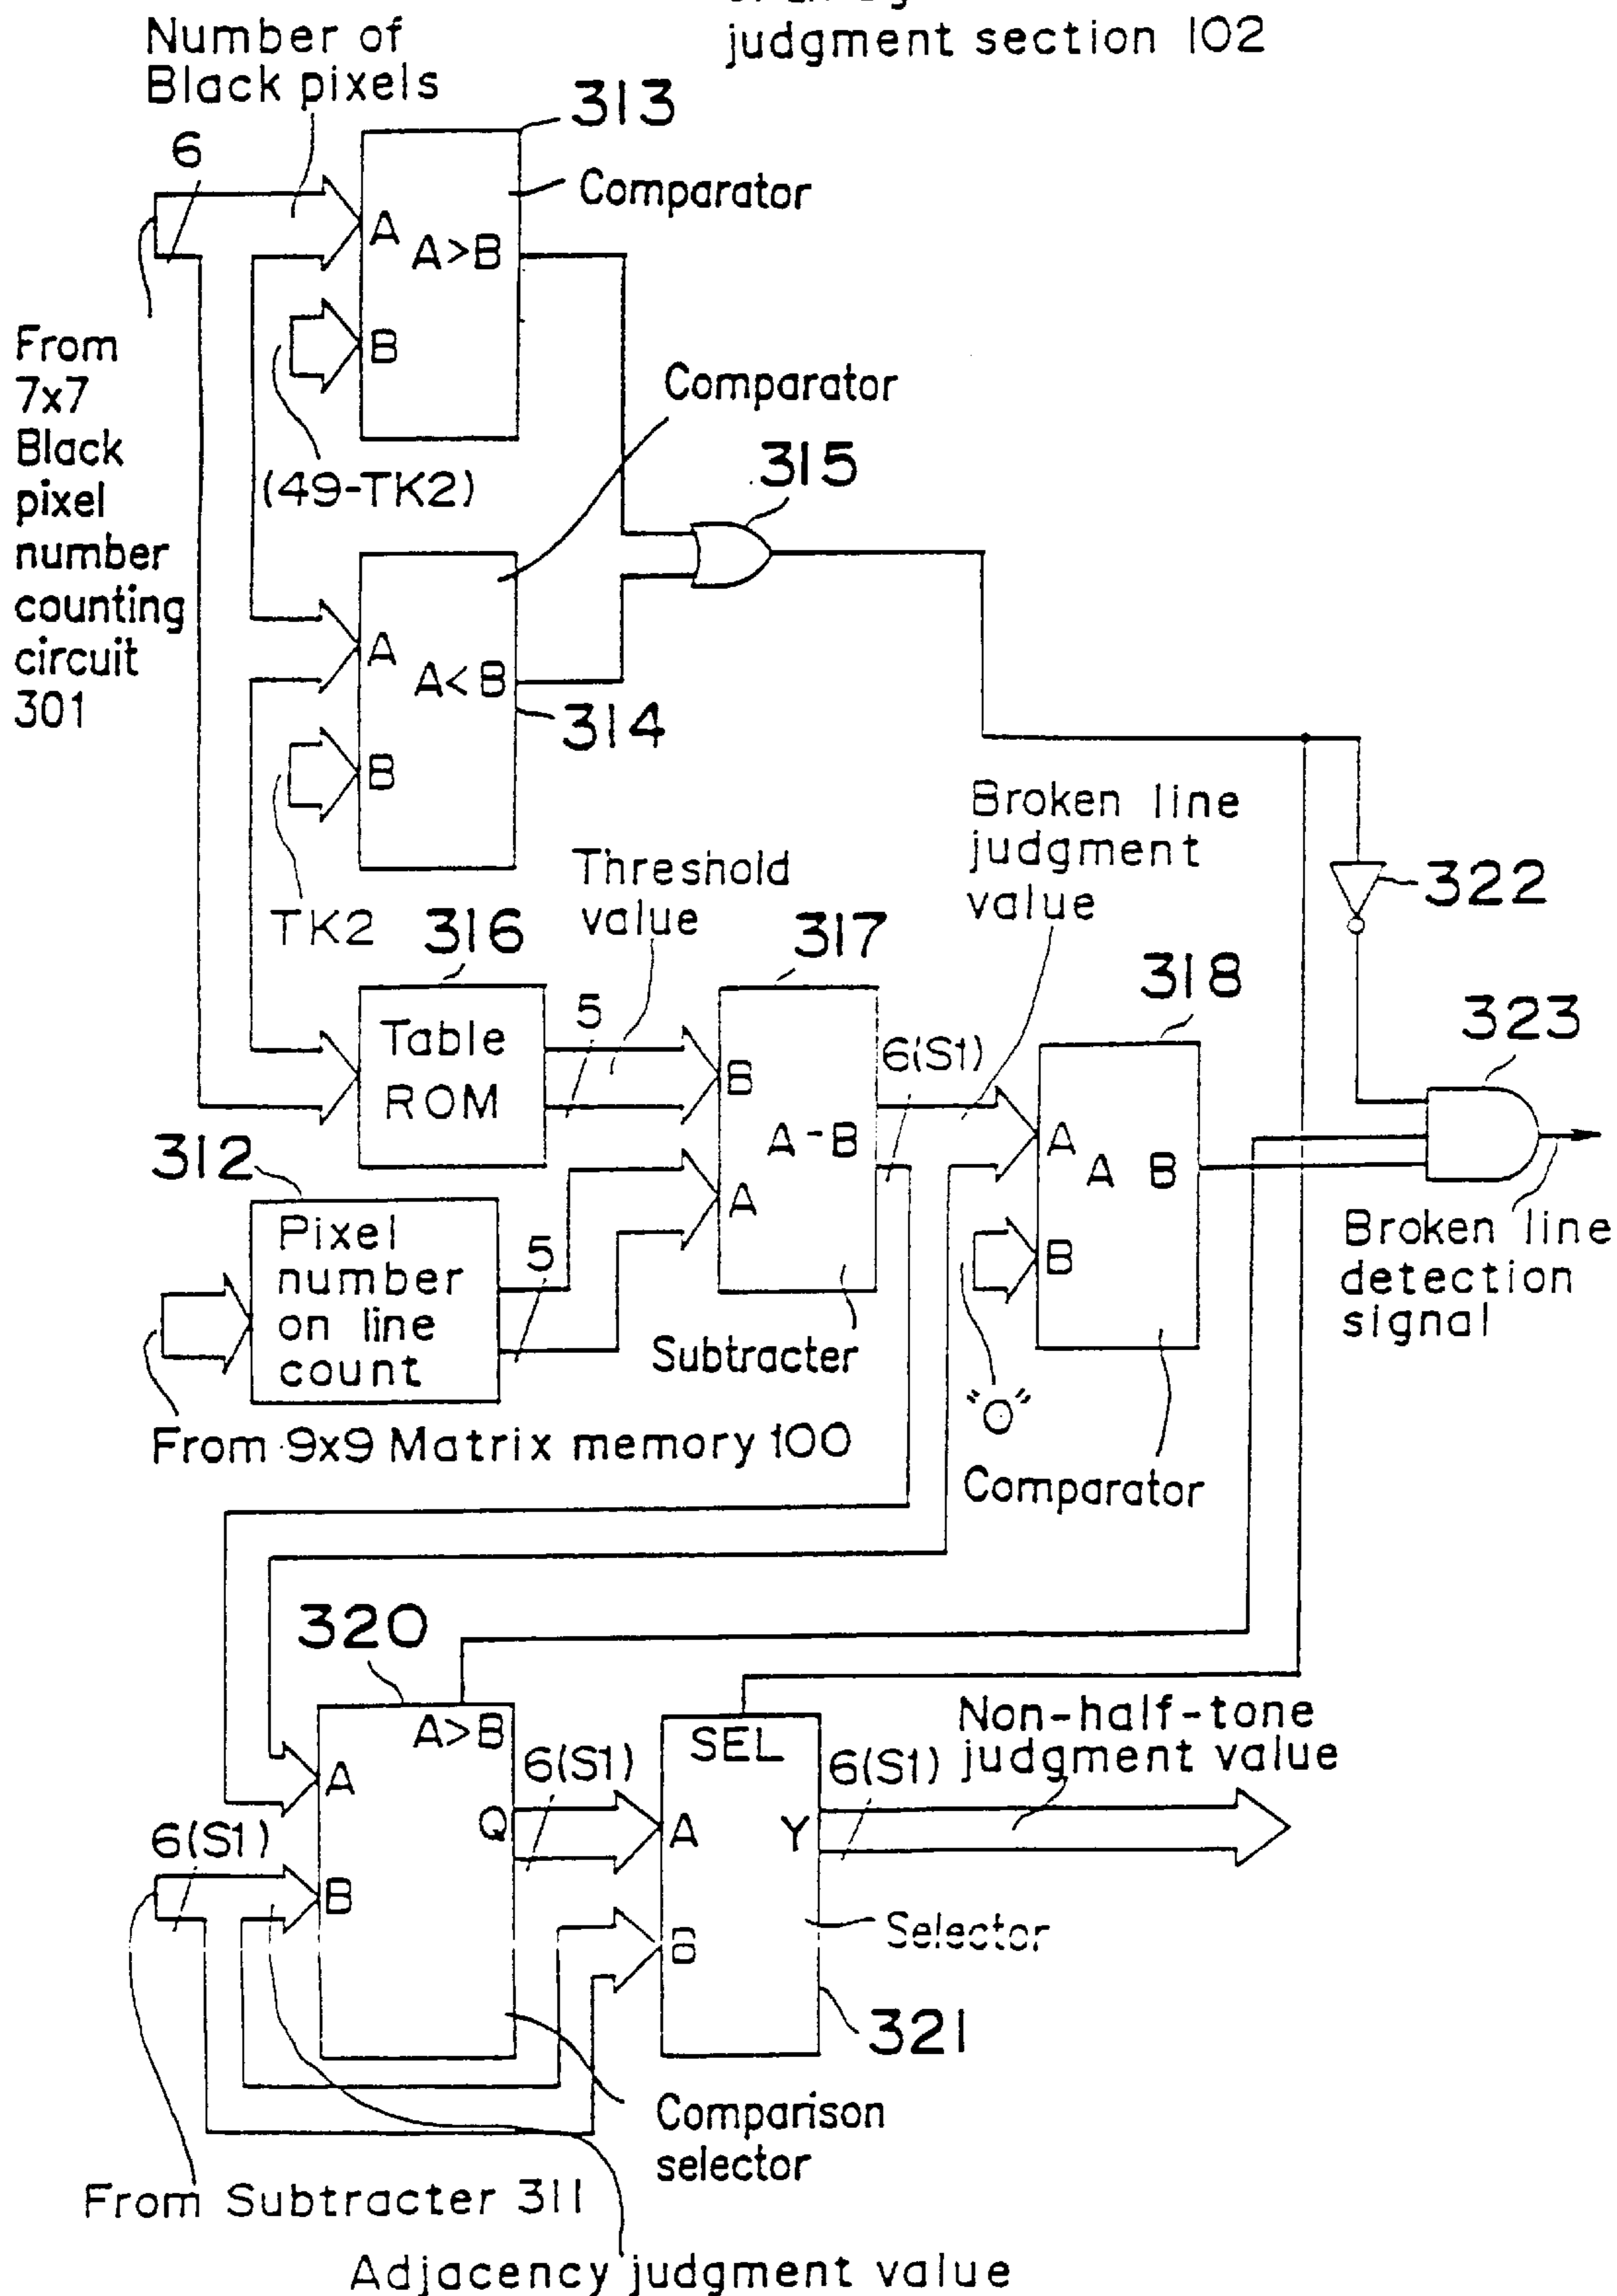 judgment section 102
Number of
Black pixels
313
6
Comparator
A
A>B
B
From
7x7
Black
pixel
number
counting
circuit
301
(49-TK2)
Comparator
315
A
A<B
314
B
TK2
Broken line
judgment
value
322
Threshold
value
316
317
318
323
Table
ROM
5
B
A-B
A
6(S1)
A
A B
B
312
Pixel
number
on line
count
5
Subtracter
"0"
Broken line
detection
signal
From 9x9 Matrix memory 100
Comparator
320
A>B
A
Q
B
6(S1)
6(S1)
SEL
A
Y
B
6(S1)
Non-half-tone
judgment value
Selector
321
Comparison
selector
From Subtracter 311
Adjacency judgment value